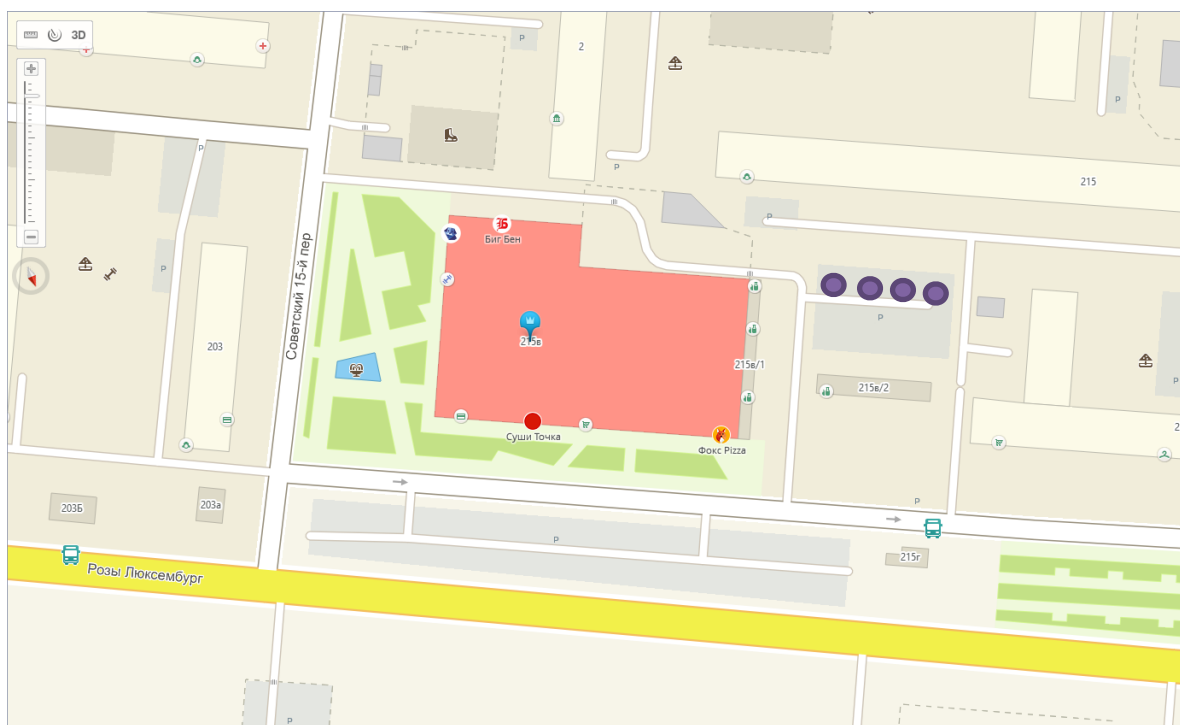 3D
P
2
P
P
P
215
P
Биг Бен
P
P
Советский 15-й пер
215в
203
P
215в/1
215в/2
P
Суши Точка
Фокс Pizza
2
203Б
203а
P
P
215г
Розы Люксембург
P